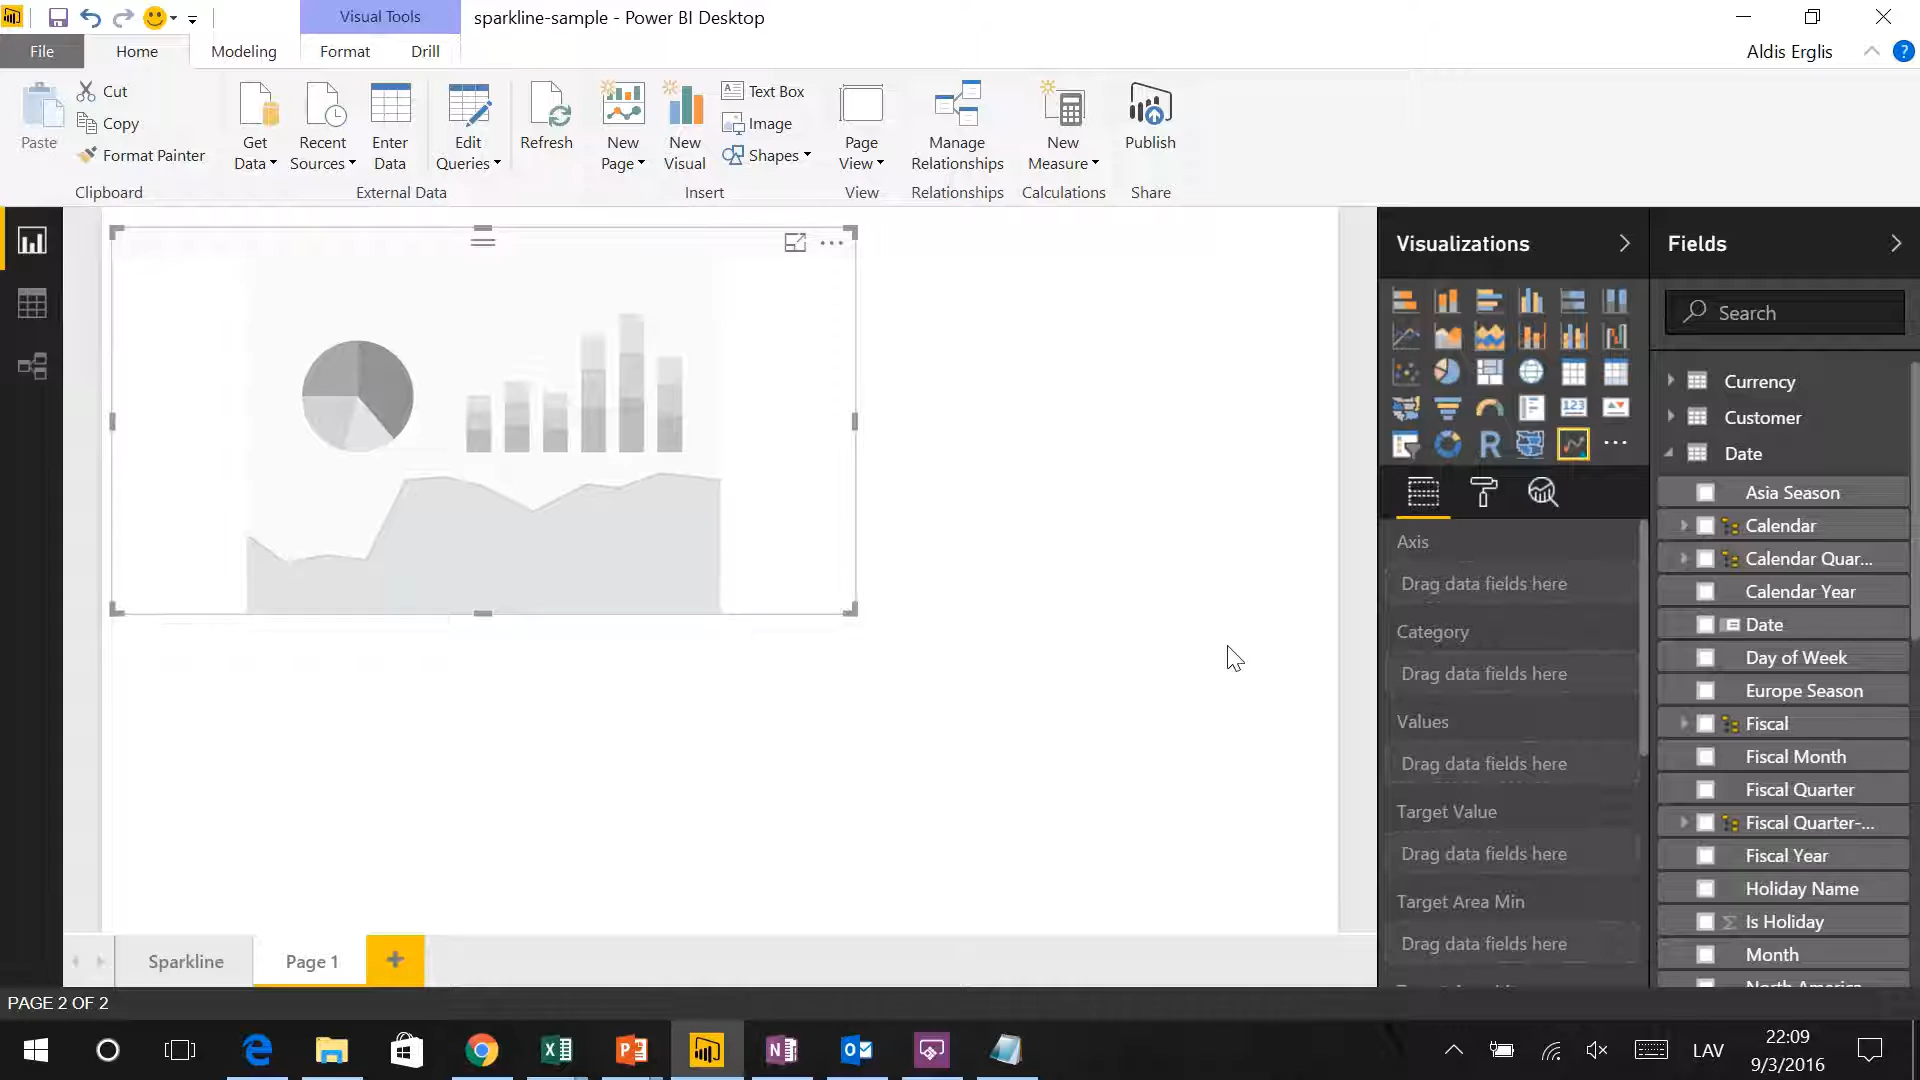 Visual Tools
sparkline-sample - Power BI Desktop
File
Home
Modeling
Format
Drill
Aldis Erglis
?
Paste
Cut
Copy
Format Painter
Clipboard
Get
Data
Recent
Sources
Enter
Data
External Data
Edit
Queries
Refresh
New
Page
New
Visual
Text Box
Image
Shapes
Insert
Page
View
View
Manage
Relationships
Relationships
New
Measure
Calculations
Publish
Share
Visualizations
123
R
Axis
Drag data fields here
Category
Drag data fields here
Values
Drag data fields here
Target Value
Drag data fields here
Target Area Min
Drag data fields here
Fields
Search
Currency
Customer
Date
Asia Season
Calendar
Calendar Quar...
Calendar Year
Date
Day of Week
Europe Season
Fiscal
Fiscal Month
Fiscal Quarter
Fiscal Quarter-...
Fiscal Year
Holiday Name
Σ Is Holiday
Month
North America
Sparkline
Page 1
+
PAGE 2 OF 2
LAV
22:09
9/3/2016